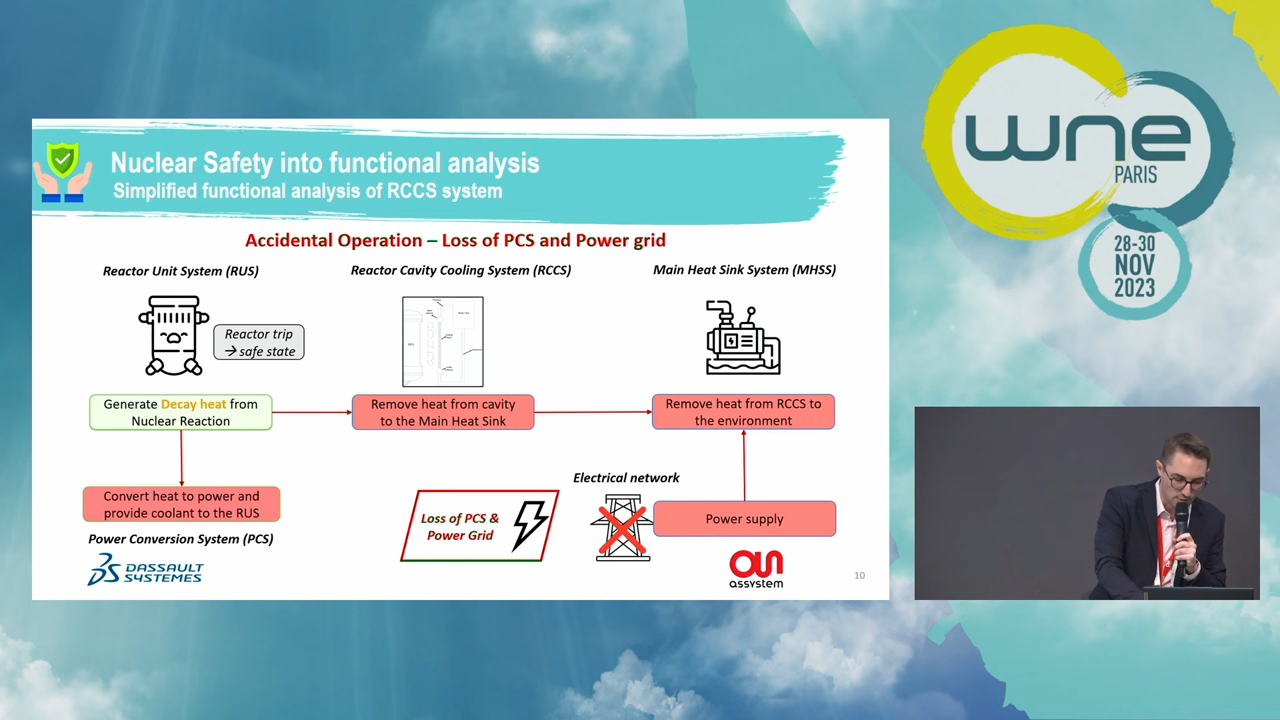 Nuclear Safety into functional analysis
Simplified functional analysis of RCCS system
Accidental Operation – Loss of PCS and Power grid
Reactor Unit System (RUS)
Reactor Cavity Cooling System (RCCS)
Main Heat Sink System (MHSS)
Reactor trip
→ safe state
Generate Decay heat from
Nuclear Reaction
Remove heat from cavity
to the Main Heat Sink
Remove heat from RCCS to
the environment
Convert heat to power and
provide coolant to the RUS
Power Conversion System (PCS)
Loss of PCS &
Power Grid
Electrical network
Power supply
DASSAULT
SYSTEMES
assystem
10
wne
PARIS
28-30
NOV
2023